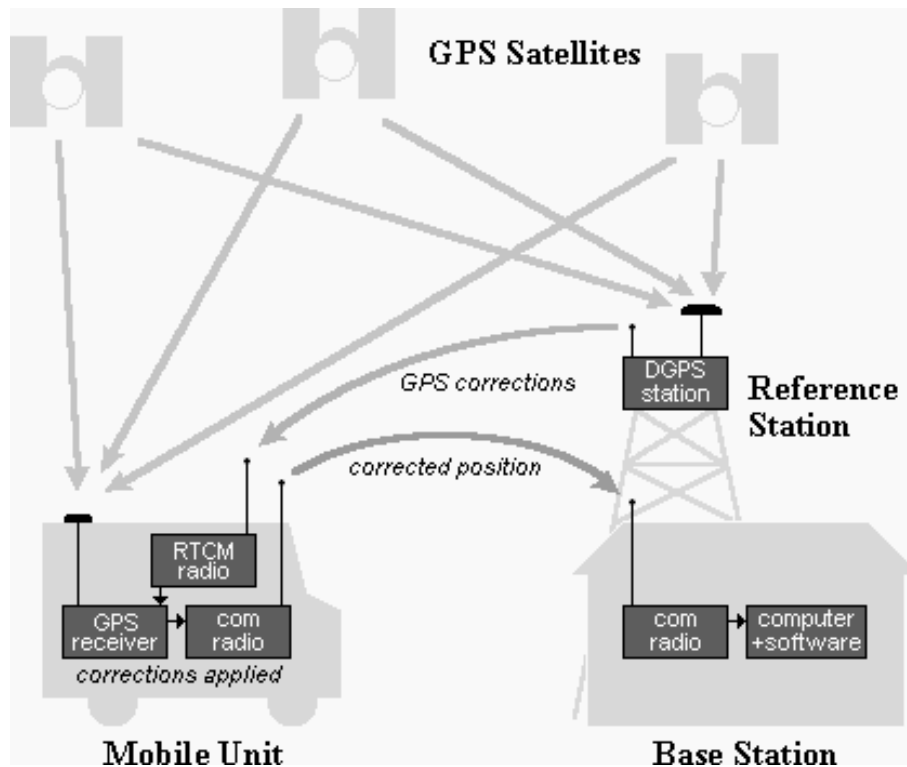 GPS Satellites
DGPS
station
Reference
Station
GPS corrections
corrected position
RTCM
radio
GPS
receiver
com
radio
corrections applied
com
radio
computer
+software
Mobile Unit
Base Station